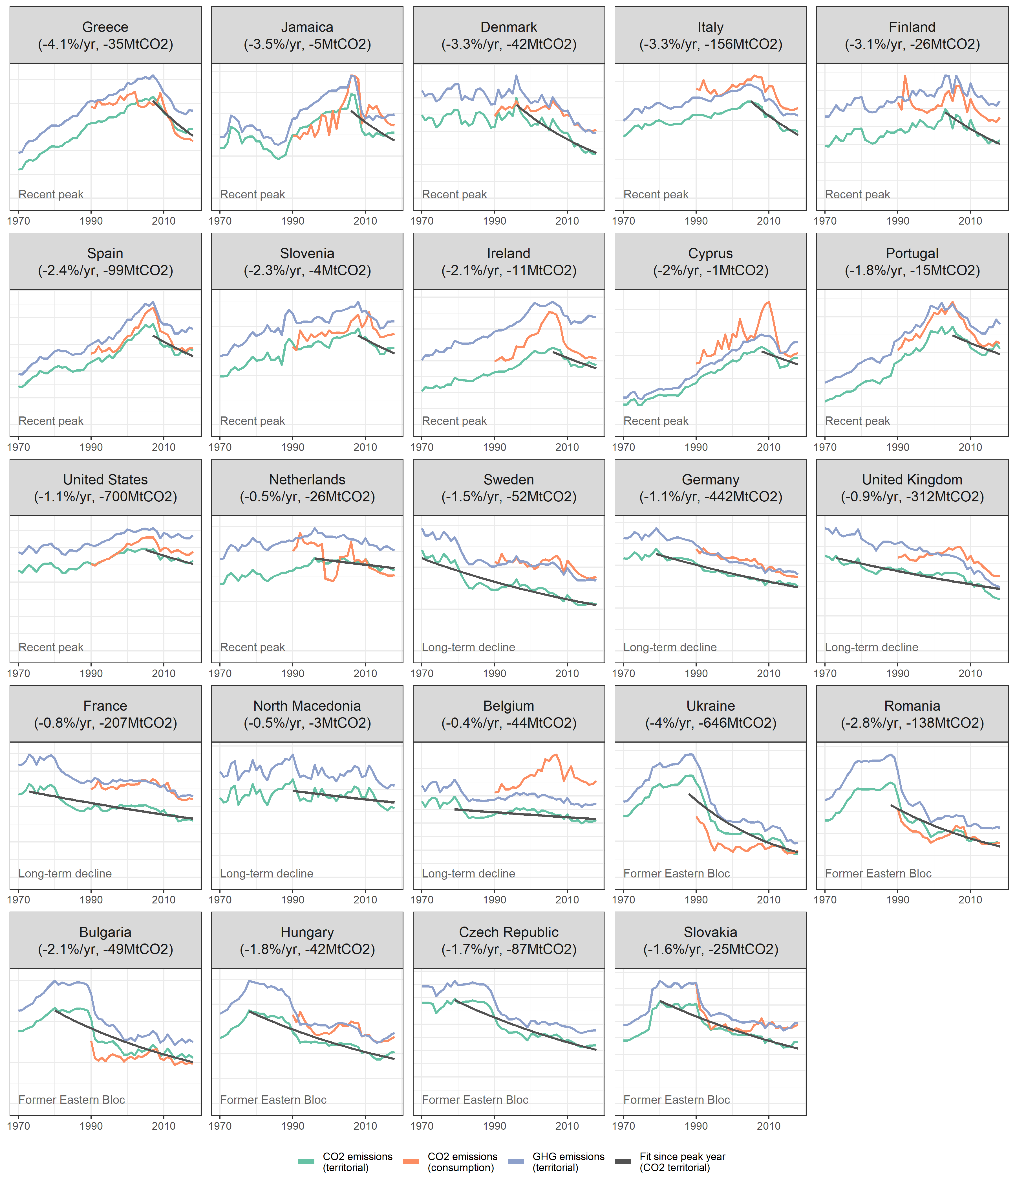 Greece
(-4.1%/yr, -35MtCO2)
Jamaica
(-3.5%/yr, -5MtCO2)
Denmark
(-3.3%/yr, -42MtCO2)
Italy
(-3.3%/yr, -156MtCO2)
Finland
(-3.1%/yr, -26MtCO2)
Recent peak
Recent peak
Recent peak
Recent peak
Recent peak
1970 1990 2010
1970 1990 2010
1970 1990 2010
1970 1990 2010
1970 1990 2010
Spain
(-2.4%/yr, -99MtCO2)
Slovenia
(-2.3%/yr, -4MtCO2)
Ireland
(-2.1%/yr, -11MtCO2)
Cyprus
(-2%/yr, -1MtCO2)
Portugal
(-1.8%/yr, -15MtCO2)
Recent peak
Recent peak
Recent peak
Recent peak
Recent peak
1970 1990 2010
1970 1990 2010
1970 1990 2010
1970 1990 2010
1970 1990 2010
United States
(-1.1%/yr, -700MtCO2)
Netherlands
(-0.5%/yr, -26MtCO2)
Sweden
(-1.5%/yr, -52MtCO2)
Germany
(-1.1%/yr, -442MtCO2)
United Kingdom
(-0.9%/yr, -312MtCO2)
Recent peak
Recent peak
Long-term decline
Long-term decline
Long-term decline
1970 1990 2010
1970 1990 2010
1970 1990 2010
1970 1990 2010
1970 1990 2010
France
(-0.8%/yr, -207MtCO2)
North Macedonia
(-0.5%/yr, -3MtCO2)
Belgium
(-0.4%/yr, -44MtCO2)
Ukraine
(-4%/yr, -646MtCO2)
Romania
(-2.8%/yr, -138MtCO2)
Long-term decline
Long-term decline
Long-term decline
Former Eastern Bloc
Former Eastern Bloc
1970 1990 2010
1970 1990 2010
1970 1990 2010
1970 1990 2010
1970 1990 2010
Bulgaria
(-2.1%/yr, -49MtCO2)
Hungary
(-1.8%/yr, -42MtCO2)
Czech Republic
(-1.7%/yr, -87MtCO2)
Slovakia
(-1.6%/yr, -25MtCO2)
Former Eastern Bloc
Former Eastern Bloc
Former Eastern Bloc
Former Eastern Bloc
1970 1990 2010
1970 1990 2010
1970 1990 2010
1970 1990 2010
CO2 emissions
(territorial)
CO2 emissions
(consumption)
GHG emissions
(territorial)
Fit since peak year
(CO2 territorial)